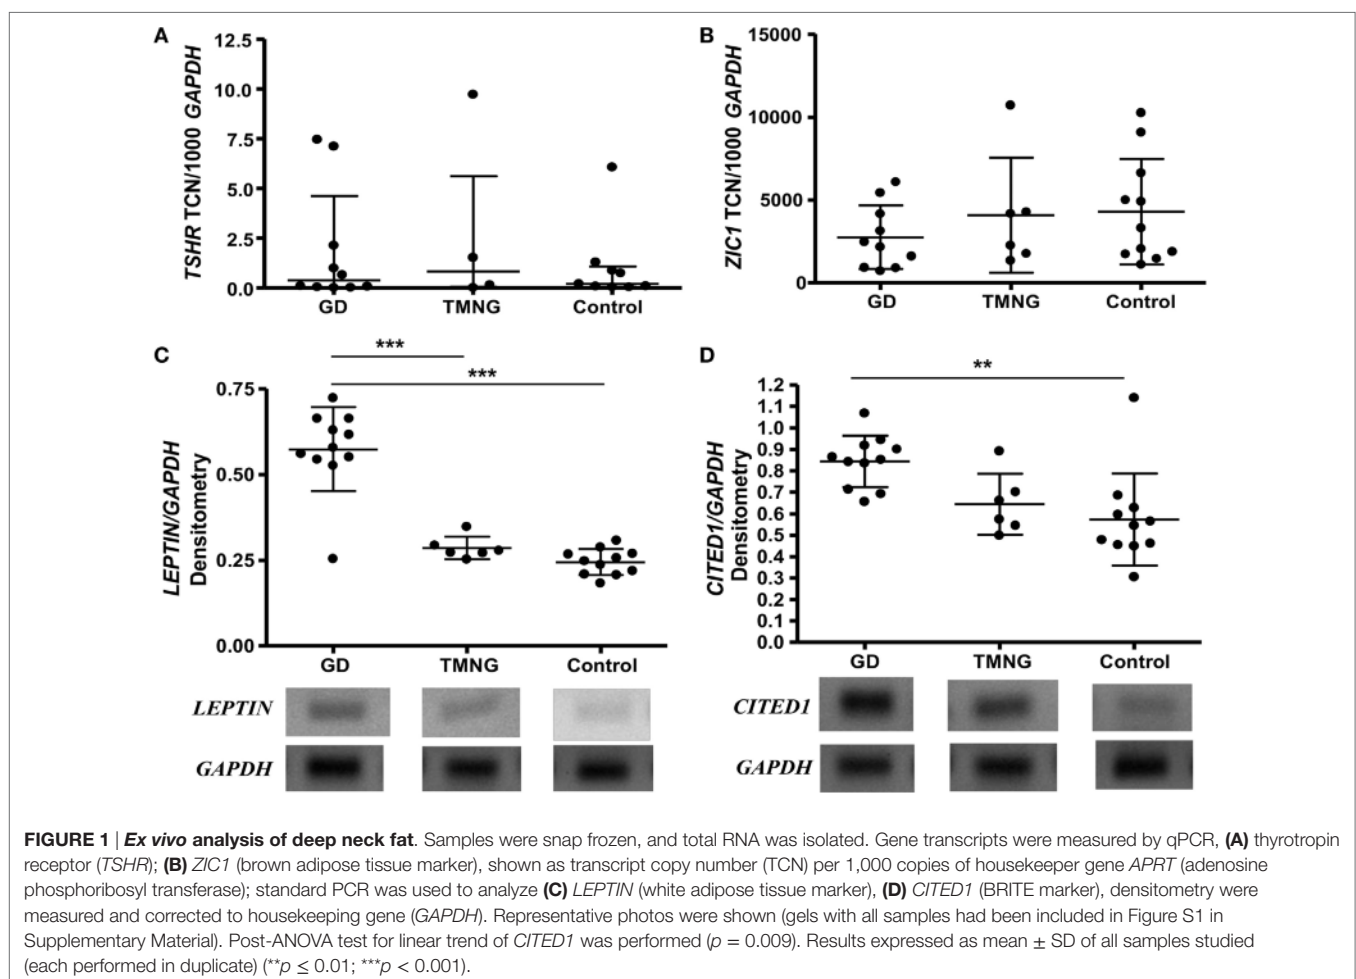 A
TSHR TCN/1000 GAPDH
12.5
10.0
7.5
5.0
2.5
0.0
GD
TMNG
Control
B
ZIC1 TCN/1000 GAPDH
15000
10000
5000
0
GD
TMNG
Control
C
***
***
LEPTIN/GAPDH
Densitometry
0.75
0.50
0.25
0.00
GD
TMNG
Control
LEPTIN
GAPDH
D
**
CITED1/GAPDH
Densitometry
1.2
1.1
1.0
0.9
0.8
0.7
0.6
0.5
0.4
0.3
0.2
0.1
0.0
GD
TMNG
Control
CITED1
GAPDH
FIGURE 1 | Ex vivo analysis of deep neck fat. Samples were snap frozen, and total RNA was isolated. Gene transcripts were measured by qPCR, (A) thyrotropin
receptor (TSHR); (B) ZIC1 (brown adipose tissue marker), shown as transcript copy number (TCN) per 1,000 copies of housekeeper gene APRT (adenosine
phosphoribosyl transferase); standard PCR was used to analyze (C) LEPTIN (white adipose tissue marker), (D) CITED1 (BRITE marker), densitometry were
measured and corrected to housekeeping gene (GAPDH). Representative photos were shown (gels with all samples had been included in Figure S1 in
Supplementary Material). Post-ANOVA test for linear trend of CITED1 was performed (p = 0.009). Results expressed as mean ± SD of all samples studied
(each performed in duplicate) (**p ≤ 0.01; ***p < 0.001).